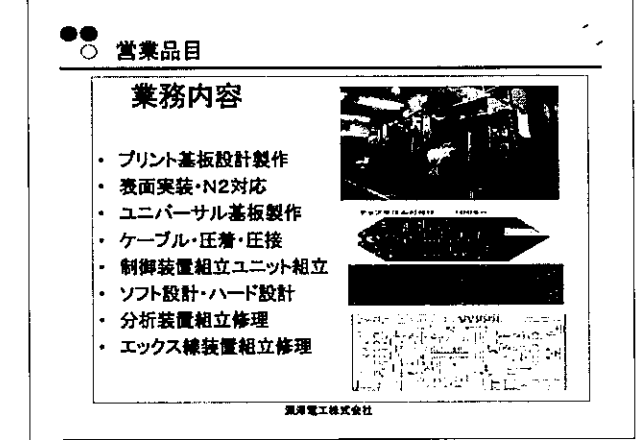 営業品目
業務内容
・ プリント基板設計製作
・ 表面実装・N2対応
・ ユニバーサル基板製作
・ ケーブル・圧着・圧接
・ 制御装置組立ユニット組立
・ ソフト設計・ハード設計
・ 分析装置組立修理
・ エックス線装置組立修理